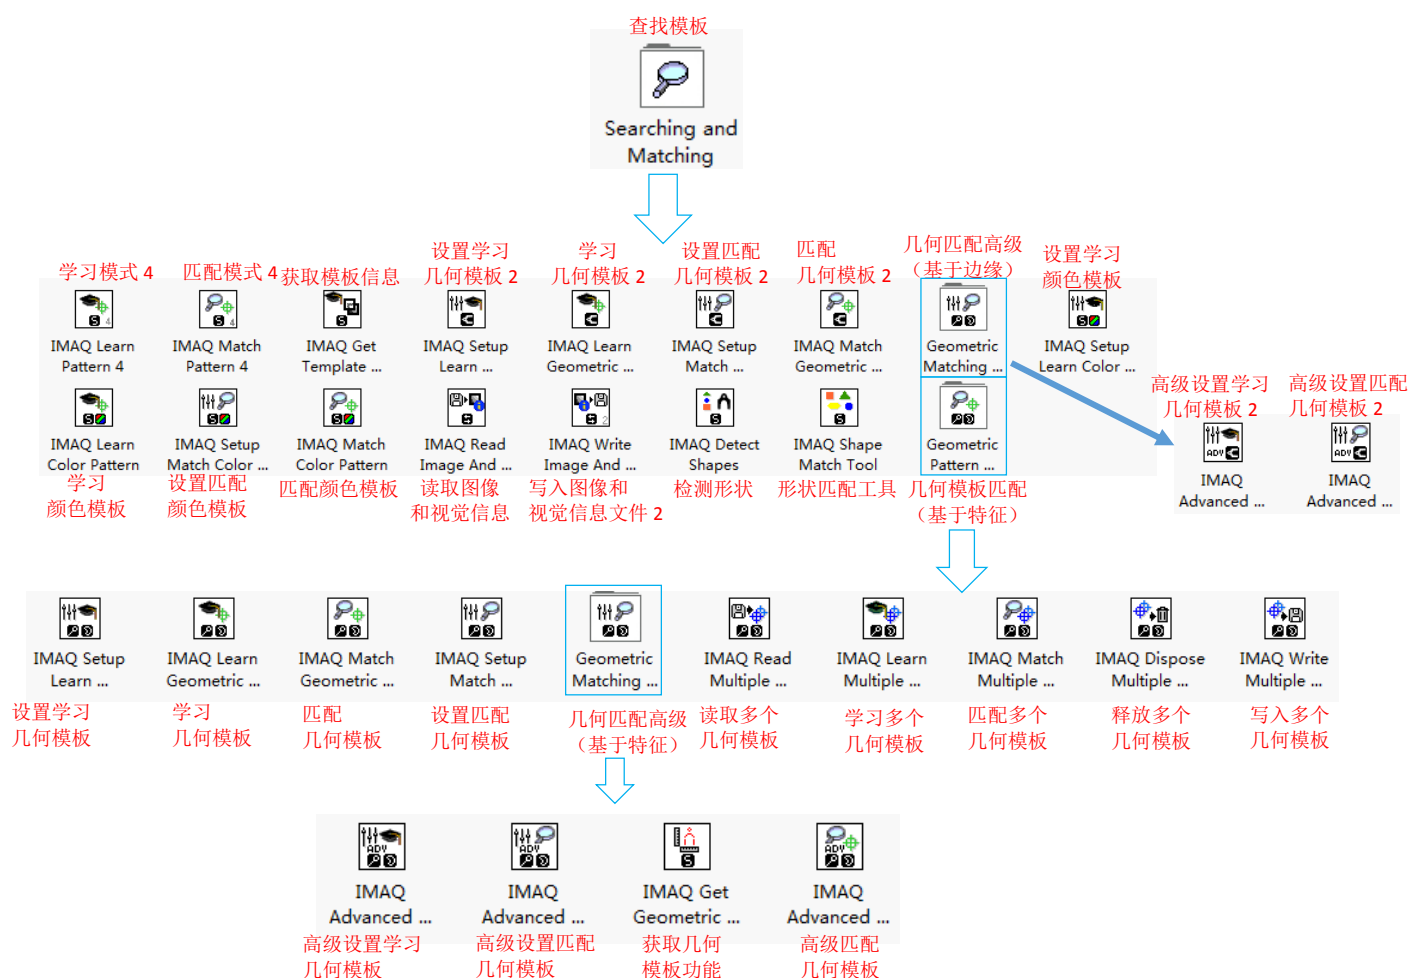 查找模板
Searching and
Matching
学习模式 4
匹配模式 4
获取模板信息
设置学习
几何模板 2
学习
几何模板 2
设置匹配
几何模板 2
匹配
几何模板 2
几何匹配高级
（基于边缘）
设置学习
颜色模板
IMAQ Learn
Pattern 4
IMAQ Match
Pattern 4
IMAQ Get
Template ...
IMAQ Setup
Learn ...
IMAQ Learn
Geometric ...
IMAQ Setup
Match ...
IMAQ Match
Geometric ...
Geometric
Matching ...
IMAQ Setup
Learn Color ...
IMAQ Learn
Color Pattern
IMAQ Setup
Match Color ...
IMAQ Match
Color Pattern
IMAQ Read
Image And ...
IMAQ Write
Image And ...
IMAQ Detect
Shapes
IMAQ Shape
Match Tool
Geometric
Pattern ...
学习
颜色模板
设置匹配
颜色模板
匹配颜色模板
读取图像
和视觉信息
写入图像和
视觉信息文件 2
检测形状
形状匹配工具
几何模板匹配
（基于特征）
高级设置学习
几何模板 2
高级设置匹配
几何模板 2
ADV
ADV
IMAQ
Advanced ...
IMAQ
Advanced ...
IMAQ Setup
Learn ...
IMAQ Learn
Geometric ...
IMAQ Match
Geometric ...
IMAQ Setup
Match ...
Geometric
Matching ...
IMAQ Read
Multiple ...
IMAQ Learn
Multiple ...
IMAQ Match
Multiple ...
IMAQ Dispose
Multiple ...
IMAQ Write
Multiple ...
设置学习
几何模板
学习
几何模板
匹配
几何模板
设置匹配
几何模板
几何匹配高级
（基于特征）
读取多个
几何模板
学习多个
几何模板
匹配多个
几何模板
释放多个
几何模板
写入多个
几何模板
ADV
ADV
ADV
IMAQ
Advanced ...
IMAQ
Advanced ...
IMAQ Get
Geometric ...
IMAQ
Advanced ...
高级设置学习
几何模板
高级设置匹配
几何模板
获取几何
模板功能
高级匹配
几何模板